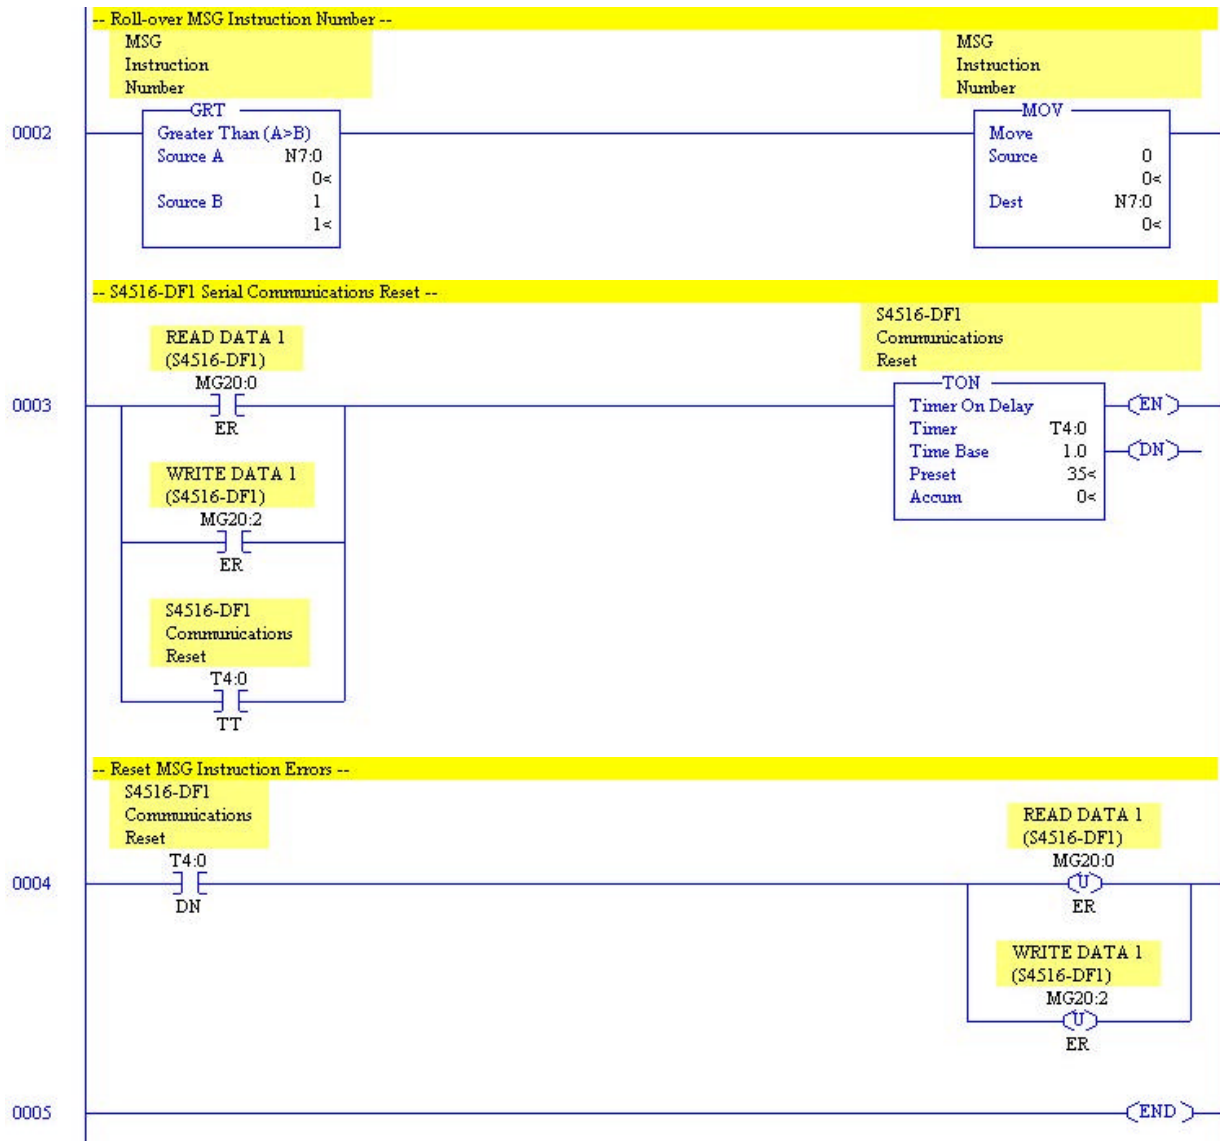 -- Roll-over MSG Instruction Number --
MSG
Instruction
Number
MSG
Instruction
Number
0002
GRT
Greater Than (A>B)
Source A N7:0
0<
Source B 1
1<
MOV
Move
Source 0
0<
Dest N7:0
0<
-- S4516-DF1 Serial Communications Reset --
READ DATA 1
(S4516-DF1)
MG20:0
ER
S4516-DF1
Communications
Reset
0003
TON
Timer On Delay
Timer T4:0
Time Base 1.0
Preset 35<
Accum 0<
EN
DN
WRITE DATA 1
(S4516-DF1)
MG20:2
ER
S4516-DF1
Communications
Reset
T4:0
TT
-- Reset MSG Instruction Errors --
S4516-DF1
Communications
Reset
T4:0
0004
DN
READ DATA 1
(S4516-DF1)
MG20:0
U
ER
WRITE DATA 1
(S4516-DF1)
MG20:2
U
ER
0005
END